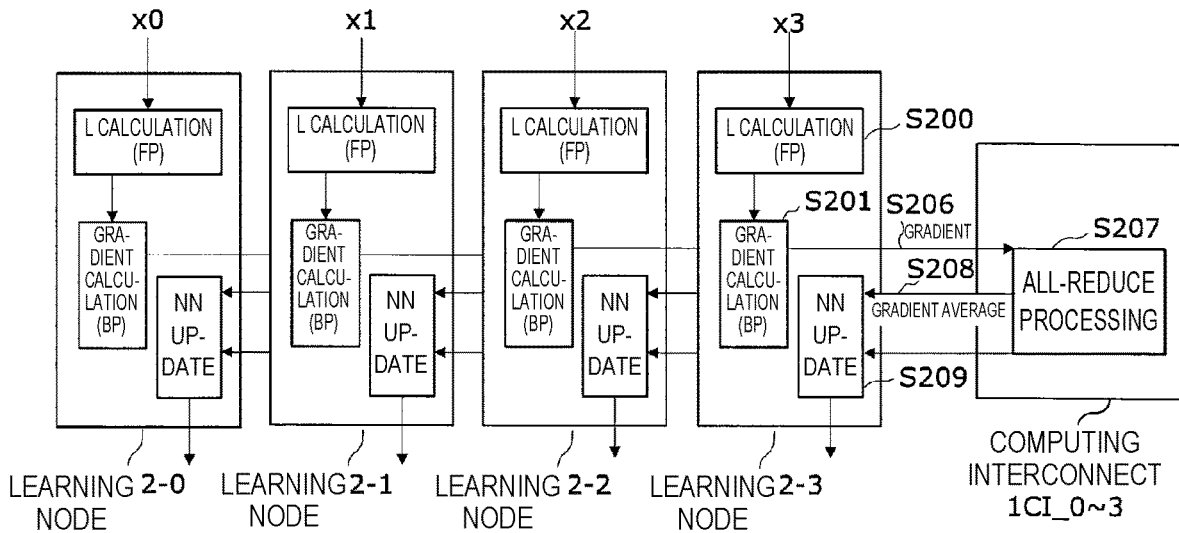 x0
x1
x2
x3
L CALCULATION
(FP)
L CALCULATION
(FP)
L CALCULATION
(FP)
L CALCULATION
(FP)
S200
GRA-
DIENT
CALCU-
LATION
(BP)
NN
UP-
DATE
GRA-
DIENT
CALCU-
LATION
(BP)
NN
UP-
DATE
GRA-
DIENT
CALCU-
LATION
(BP)
NN
UP-
DATE
S201
GRA-
DIENT
CALCU-
LATION
(BP)
NN
UP-
DATE
S206
GRADIENT
S207
S208
GRADIENT AVERAGE
ALL-REDUCE
PROCESSING
S209
LEARNING 2-0
NODE
LEARNING 2-1
NODE
LEARNING 2-2
NODE
LEARNING 2-3
NODE
COMPUTING
INTERCONNECT
1CI_0~3